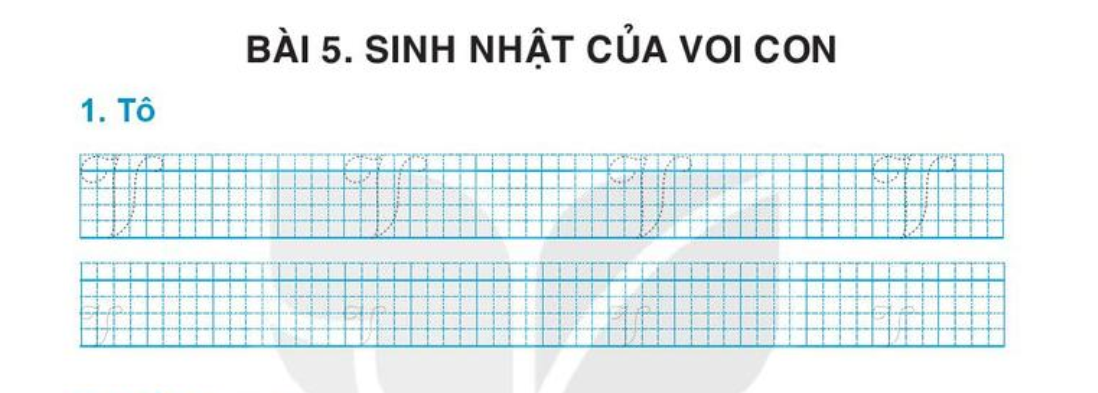 BÀI 5. SINH NHẬT CỦA VOI CON
1. Tô
V V V V
V V V V